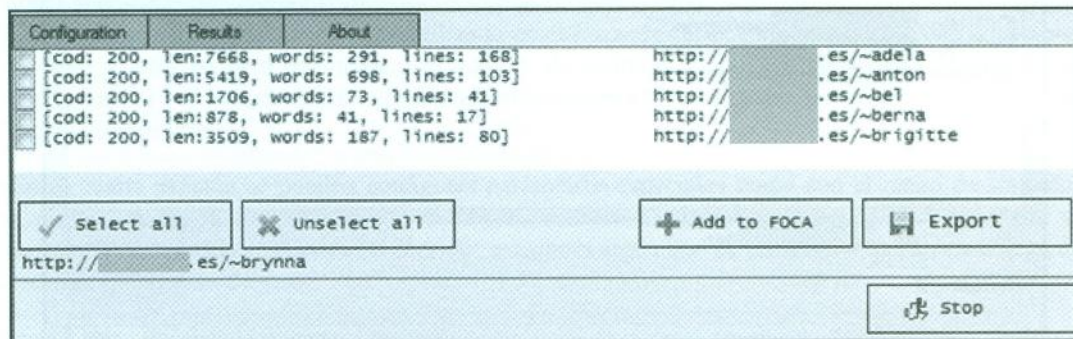 Configuration Results About
[cod: 200, len:7668, words: 291, lines: 168] http:// .es/~adela
[cod: 200, len:5419, words: 698, lines: 103] http:// .es/~anton
[cod: 200, len:1706, words: 73, lines: 41] http:// .es/~bel
[cod: 200, len:878, words: 41, lines: 17] http:// .es/~berna
[cod: 200, len:3509, words: 187, lines: 80] http:// .es/~brigitte
Select all Unselect all Add to FOCA Export
http:// .es/~brynna
Stop